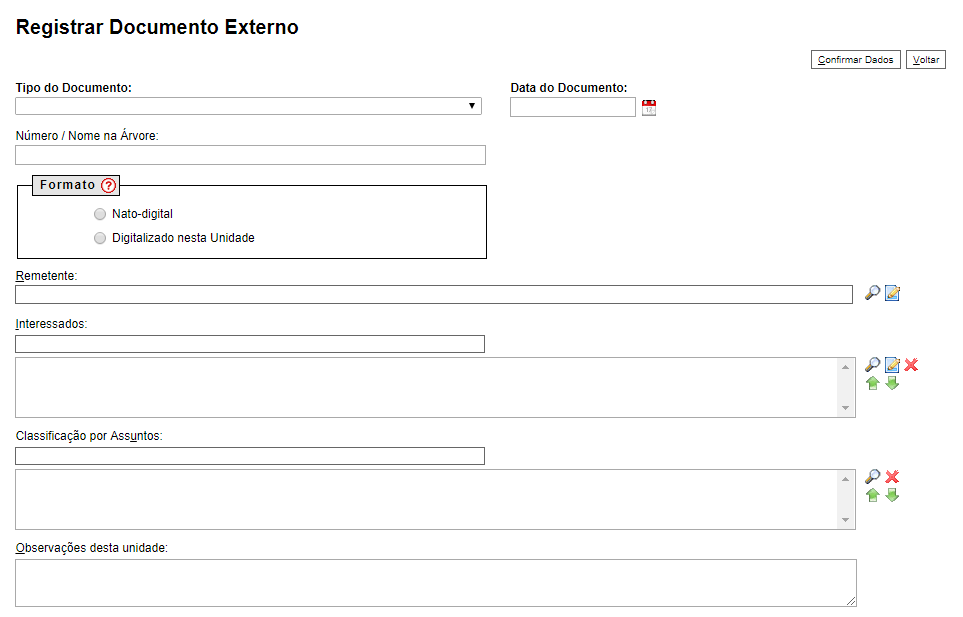 Registrar Documento Externo
Confirmar Dados Voltar
Tipo do Documento: Data do Documento:
Número / Nome na Árvore:
Formato ?
Nato-digital
Digitalizado nesta Unidade
Remetente:
Interessados:
Classificação por Assuntos:
Observações desta unidade: